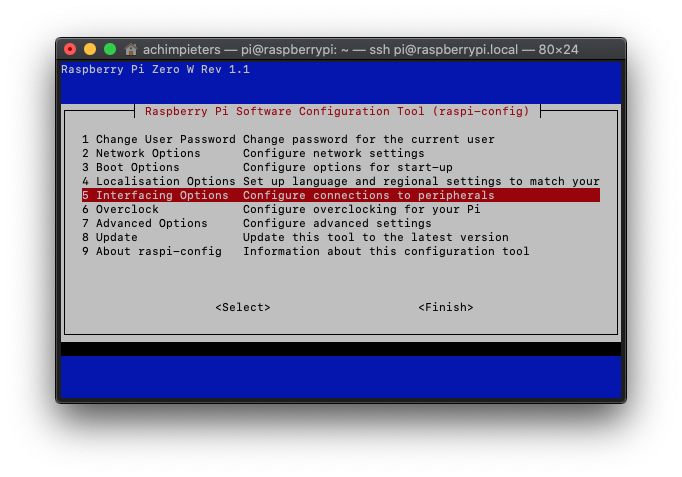 achimpieters — pi@raspberrypi: ~ — ssh pi@raspberrypi.local — 80×24
Raspberry Pi Zero W Rev 1.1
Raspberry Pi Software Configuration Tool (raspi-config)
1 Change User Password Change password for the current user
2 Network Options Configure network settings
3 Boot Options Configure options for start-up
4 Localisation Options Set up language and regional settings to match your
5 Interfacing Options Configure connections to peripherals
6 Overclock Configure overclocking for your Pi
7 Advanced Options Configure advanced settings
8 Update Update this tool to the latest version
9 About raspi-config Information about this configuration tool
<Select> <Finish>